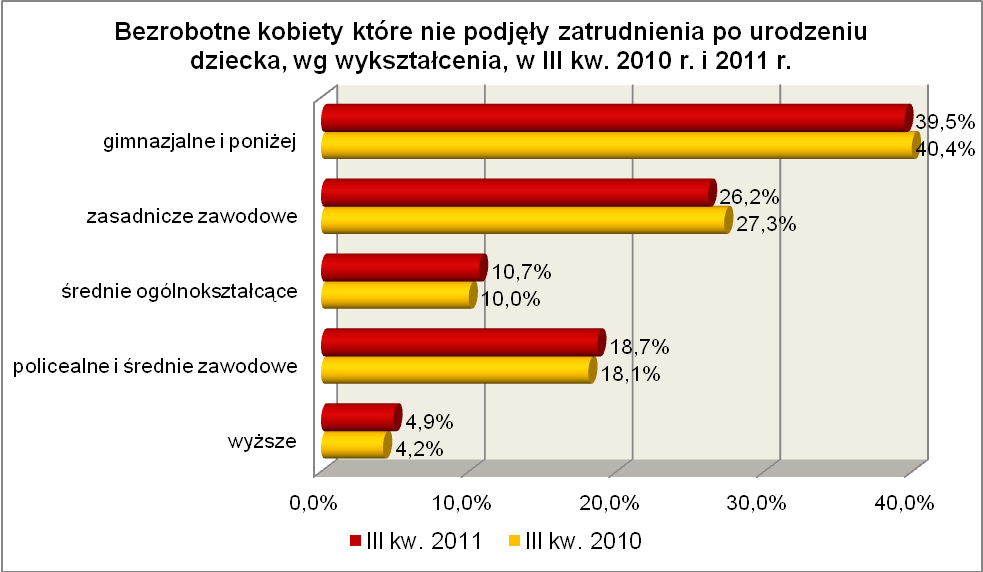 Bezrobotne kobiety które nie podjęły zatrudnienia po urodzeniu
dziecka, wg wykształcenia, w III kw. 2010 r. i 2011 r.
gimnazjalne i poniżej
39,5%
40,4%
zasadnicze zawodowe
26,2%
27,3%
średnie ogólnokształcące
10,7%
10,0%
policealne i średnie zawodowe
18,7%
18,1%
wyższe
4,9%
4,2%
0,0% 10,0% 20,0% 30,0% 40,0%
III kw. 2011 III kw. 2010